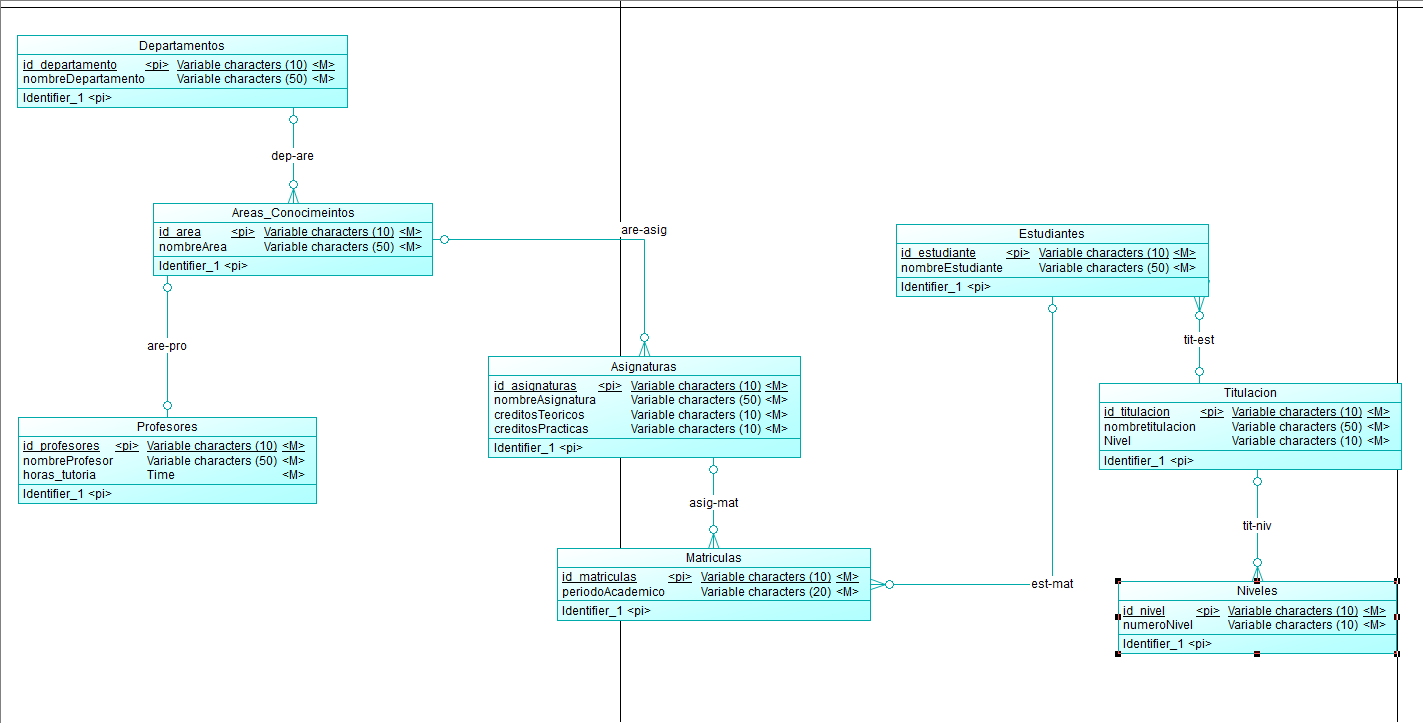 Departamentos
id_departamento <pi> Variable characters (10) <M>
nombreDepartamento Variable characters (50) <M>
Identifier_1 <pi>
dep-are
Areas_Conocimeintos
id_area <pi> Variable characters (10) <M>
nombreArea Variable characters (50) <M>
Identifier_1 <pi>
are-asig
are-pro
Profesores
id_profesores <pi> Variable characters (10) <M>
nombreProfesor Variable characters (50) <M>
horas_tutoria Time <M>
Identifier_1 <pi>
Asignaturas
id_asignaturas <pi> Variable characters (10) <M>
nombreAsignatura Variable characters (50) <M>
creditosTeoricos Variable characters (10) <M>
creditosPracticas Variable characters (10) <M>
Identifier_1 <pi>
asig-mat
Matriculas
id_matriculas <pi> Variable characters (10) <M>
periodoAcademico Variable characters (20) <M>
Identifier_1 <pi>
est-mat
Estudiantes
id_estudiante <pi> Variable characters (10) <M>
nombreEstudiante Variable characters (50) <M>
Identifier_1 <pi>
tit-est
Titulacion
id_titulacion <pi> Variable characters (10) <M>
nombretitulacion Variable characters (50) <M>
Nivel Variable characters (10) <M>
Identifier_1 <pi>
tit-niv
Niveles
id_nivel <pi> Variable characters (10) <M>
numeroNivel Variable characters (10) <M>
Identifier_1 <pi>